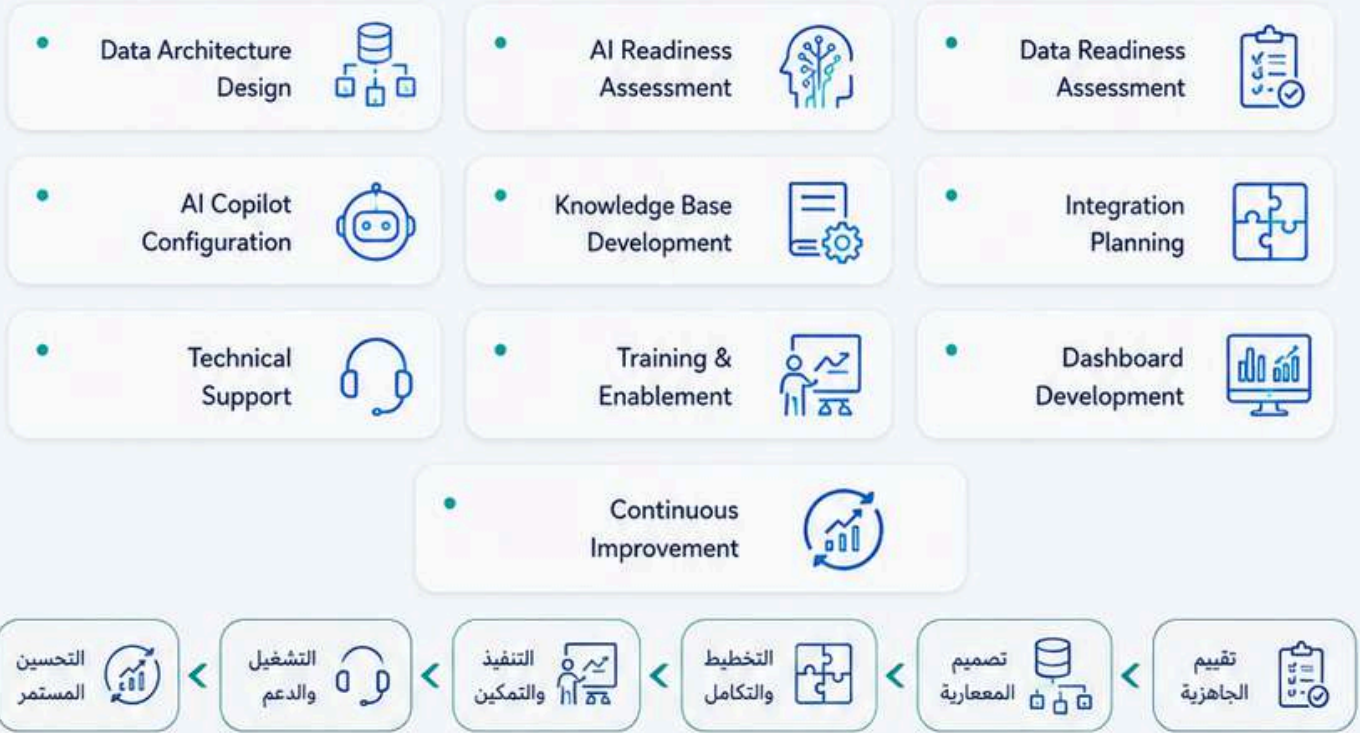 Data Architecture
Design
AI Readiness
Assessment
Data Readiness
Assessment
AI Copilot
Configuration
Knowledge Base
Development
Integration
Planning
Technical
Support
Training &
Enablement
Dashboard
Development
Continuous
Improvement
تقييم
الجاهزية
تصميم
المععارية
التخطيط
والتكامل
التنفيذ
والتمكين
التشغيل
والدعم
التحسين
المستمر